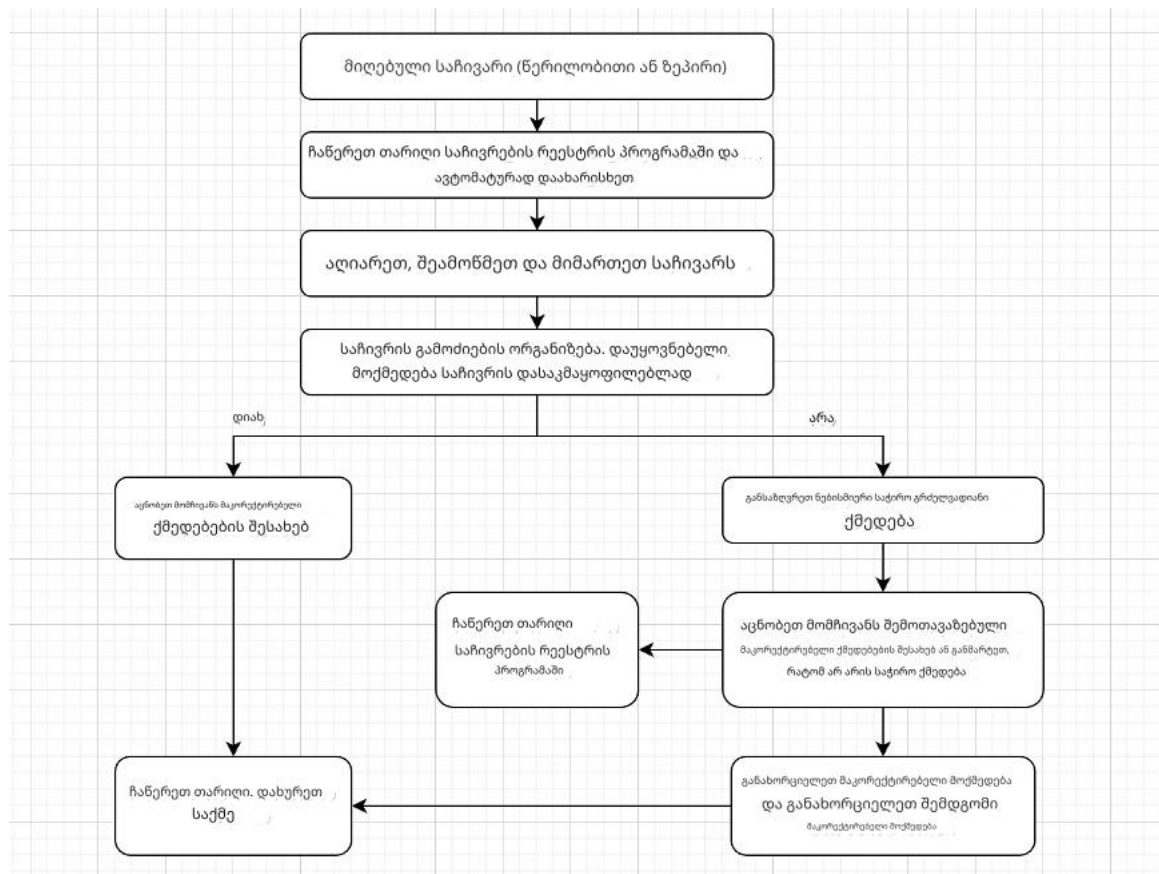 მიღებული საჩივარი (წერილობითი ან ზეპირი)
ჩაწერეთ თარიღი საჩივრების რეესტრის პროგრამაში და
ავტომატურად დაახარისხეთ
აღიარეთ, შეამოწმეთ და მიმართეთ საჩივარს
საჩივრის გამოძიების ორგანიზება. დაუყოვნებელი
მოქმედება საჩივრის დასაკმაყოფილებლად
დიახ
არა
აცნობეთ მომჩივანს მაკორექტირებელი
ქმედებების შესახებ
განსაზღვრეთ ნებისმიერი საჭირო გრძელვადიანი
ქმედება
ჩაწერეთ თარიღი
საჩივრების რეესტრის
პროგრამაში
აცნობეთ მომჩივანს შემოთავაზებული
მაკორექტირებელი ქმედებების შესახებ ან განმარტეთ,
რატომ არ არის საჭირო ქმედება
ჩაწერეთ თარიღი. დახურეთ
საქმე
განახორციელეთ მაკორექტირებელი მოქმედება
და განახორციელეთ შემდგომი
მაკორექტირებელი მოქმედება